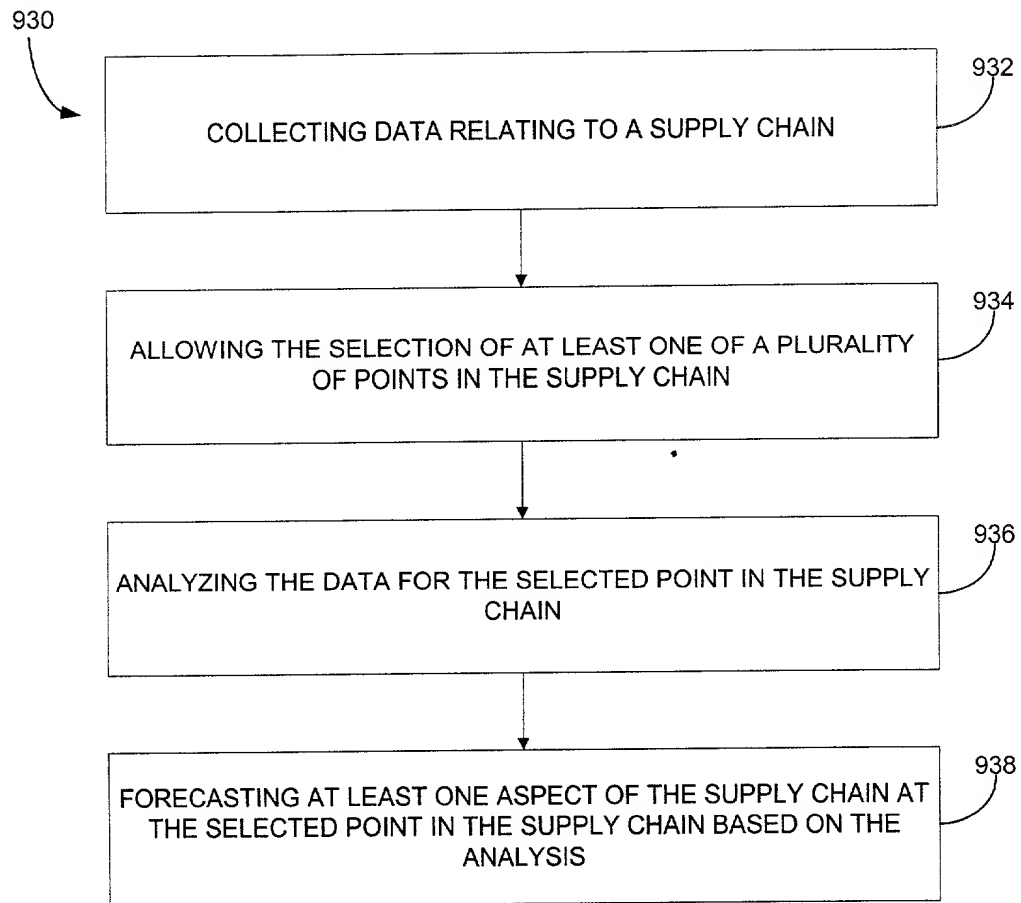 930
932
COLLECTING DATA RELATING TO A SUPPLY CHAIN
934
ALLOWING THE SELECTION OF AT LEAST ONE OF A PLURALITY
OF POINTS IN THE SUPPLY CHAIN
936
ANALYZING THE DATA FOR THE SELECTED POINT IN THE SUPPLY
CHAIN
938
FORECASTING AT LEAST ONE ASPECT OF THE SUPPLY CHAIN AT
THE SELECTED POINT IN THE SUPPLY CHAIN BASED ON THE
ANALYSIS